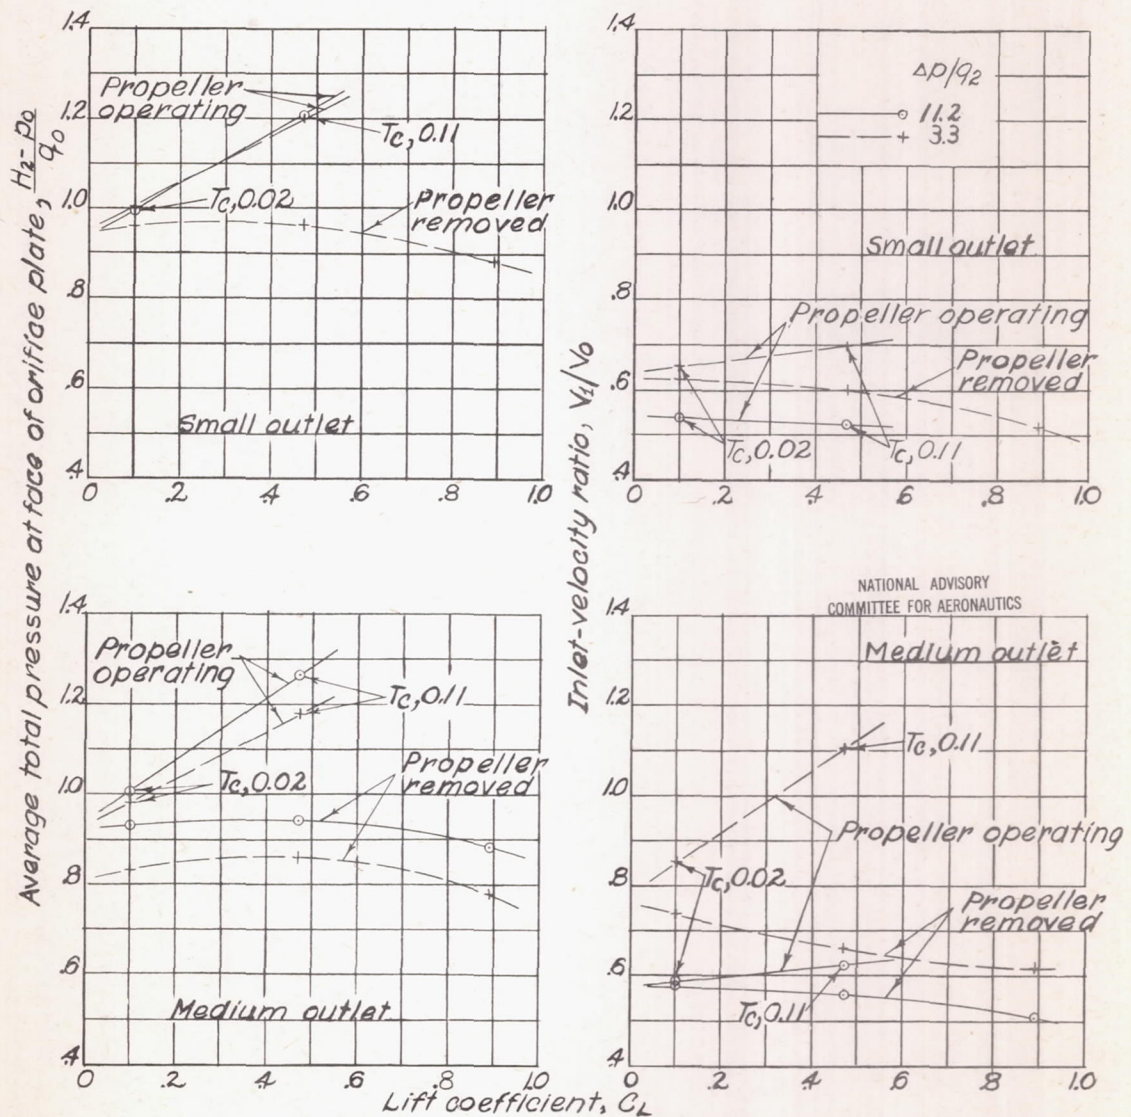 Average total pressure at face of orifice plate, H2-p0/q0
1.4
1.2
1.0
.8
.6
.4
0 .2 .4 .6 .8 1.0
Propeller
operating
Tc, 0.11
Tc, 0.02
Propeller
removed
Small outlet
Inlet-velocity ratio, V1/V0
1.4
1.2
1.0
.8
.6
.4
0 .2 .4 .6 .8 1.0
Δp/q2
11.2
3.3
Small outlet
Propeller operating
Propeller
removed
Tc, 0.02
Tc, 0.11
1.4
1.2
1.0
.8
.6
.4
0 .2 .4 .6 .8 1.0
Propeller
operating
Tc, 0.11
Tc, 0.02
Propeller
removed
Medium outlet
NATIONAL ADVISORY
COMMITTEE FOR AERONAUTICS
1.4
1.2
1.0
.8
.6
.4
0 .2 .4 .6 .8 1.0
Medium outlet
Tc, 0.11
Propeller operating
Tc, 0.02
Propeller
removed
Tc, 0.11
Lift coefficient, CL